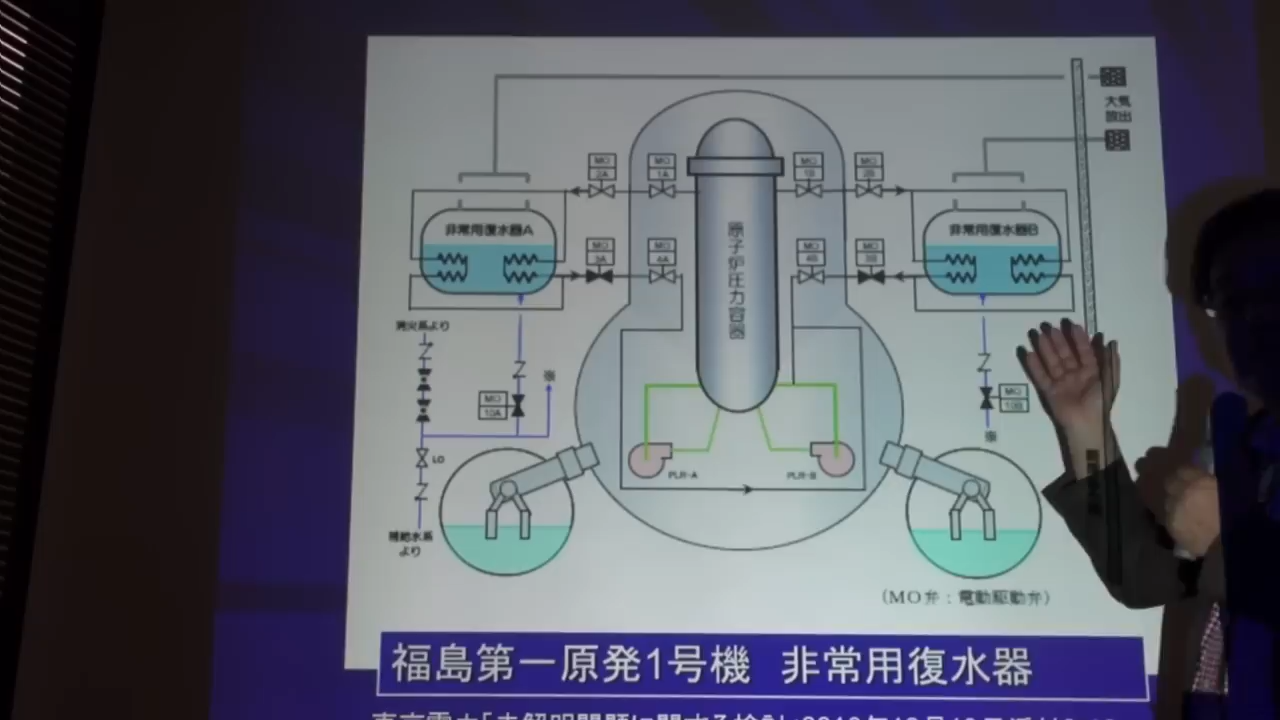 大気
放出
MO
2A
MO
1A
MO
1B
MO
2B
非常用復水器A
原子炉圧力容器
非常用復水器B
MO
3A
MO
4A
MO
4B
MO
3B
消火系より
MO
10A
MO
10B
LO
PLR-A
PLR-B
補給水系
より
(MO弁:電動駆動弁)
福島第一原発1号機 非常用復水器